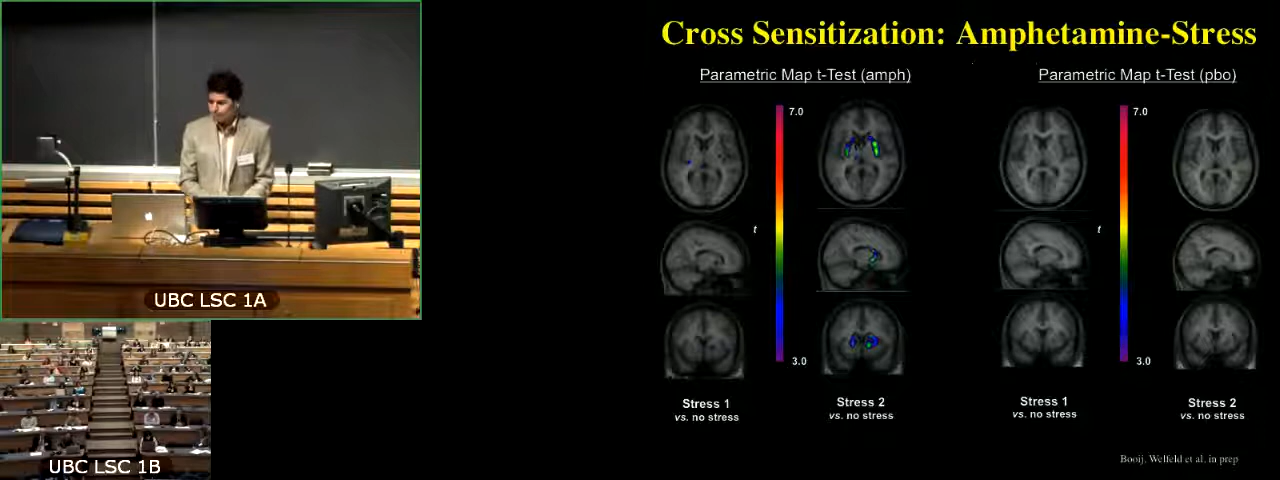 Cross Sensitization: Amphetamine-Stress
Parametric Map t-Test (amph)
Parametric Map t-Test (pbo)
7.0
7.0
t
t
3.0
3.0
Stress 1
vs. no stress
Stress 2
vs. no stress
Stress 1
vs. no stress
Stress 2
vs. no stress
Booij, Welfeld et al. in prep
UBC LSC 1A
UBC LSC 1B